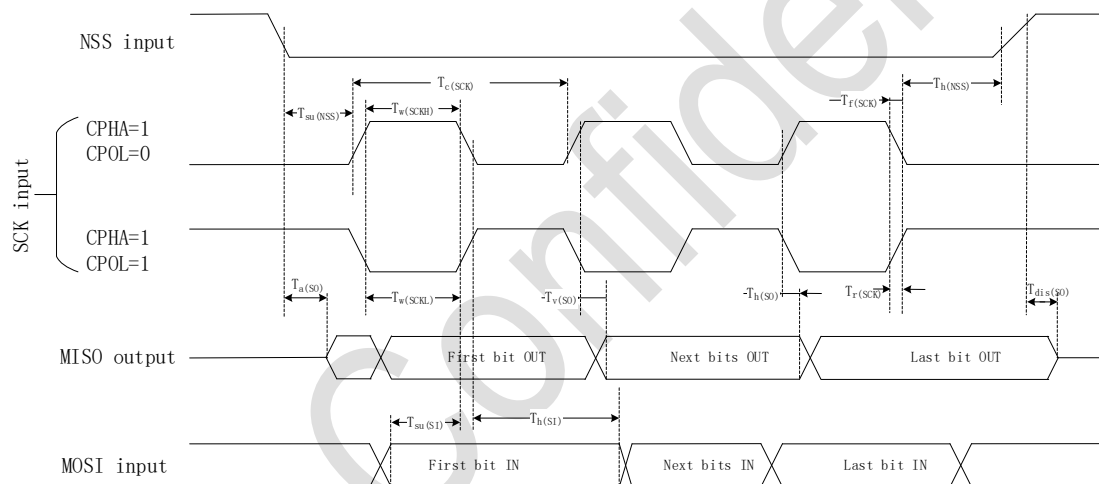 NSS input
Tc(SCK)
Th(NSS)
Tf(SCK)
Tsu(NSS)
Tw(SCKH)
SCK input
CPHA=1
CPOL=0
CPHA=1
CPOL=1
Ta(SO)
Tw(SCKL)
Tv(SO)
Th(SO)
Tr(SCK)
Tdis(SO)
MISO output
First bit OUT
Next bits OUT
Last bit OUT
Tsu(SI)
Th(SI)
MOSI input
First bit IN
Next bits IN
Last bit IN